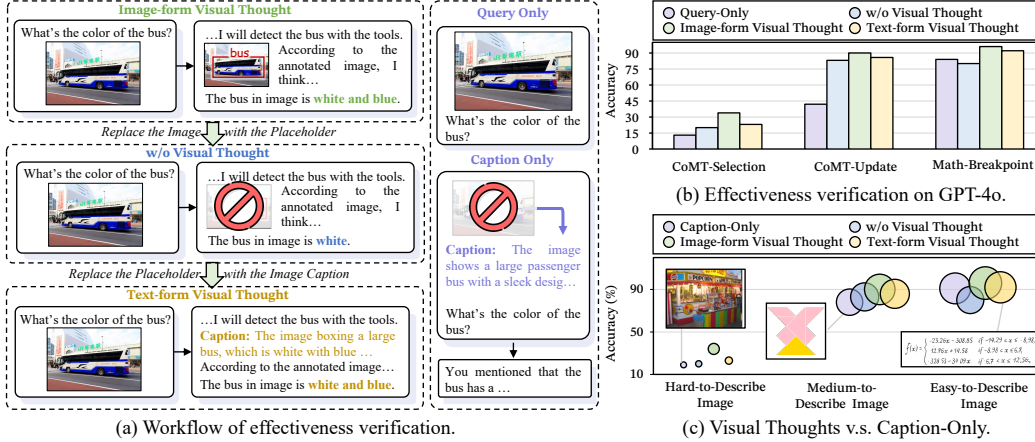 Image-form Visual Thought
What's the color of the bus?
…I will detect the bus with the tools.
bus
According to the
annotated image, I
think…
The bus in image is white and blue.
Replace the Image with the Placeholder
w/o Visual Thought
What's the color of the bus?
…I will detect the bus with the tools.
According to the
annotated image, I
think…
The bus in image is white.
Replace the Placeholder with the Image Caption
Text-form Visual Thought
What's the color of the bus?
…I will detect the bus with the tools.
Caption: The image boxing a large
bus, which is white with blue …
According to the annotated image…
The bus in image is white and blue.
Query Only
What's the color of the
bus?
Caption Only
Caption: The image
shows a large passenger
bus with a sleek desig…
What's the color of the
bus?
You mentioned that the
bus has a …
(a) Workflow of effectiveness verification.
Query-Only
w/o Visual Thought
Image-form Visual Thought
Text-form Visual Thought
Accuracy
90
75
60
45
30
15
0
CoMT-Selection
CoMT-Update
Math-Breakpoint
(b) Effectiveness verification on GPT-4o.
Caption-Only
w/o Visual Thought
Image-form Visual Thought
Text-form Visual Thought
Accuracy (%)
90
50
10
POPCORN
Hard-to-Describe
Image
Medium-to-
Describe Image
Easy-to-Describe
Image
(c) Visual Thoughts v.s. Caption-Only.